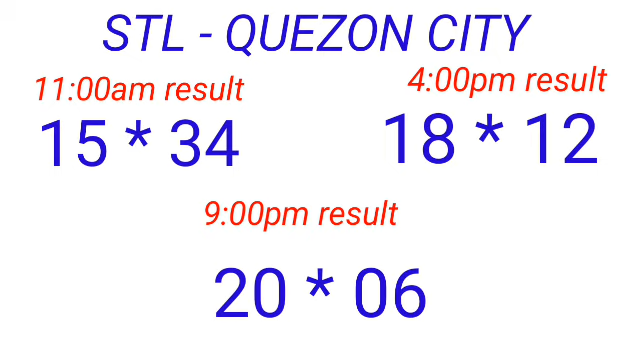 STL - QUEZON CITY
11:00am result
15 * 34
4:00pm result
18 * 12
9:00pm result
20 * 06